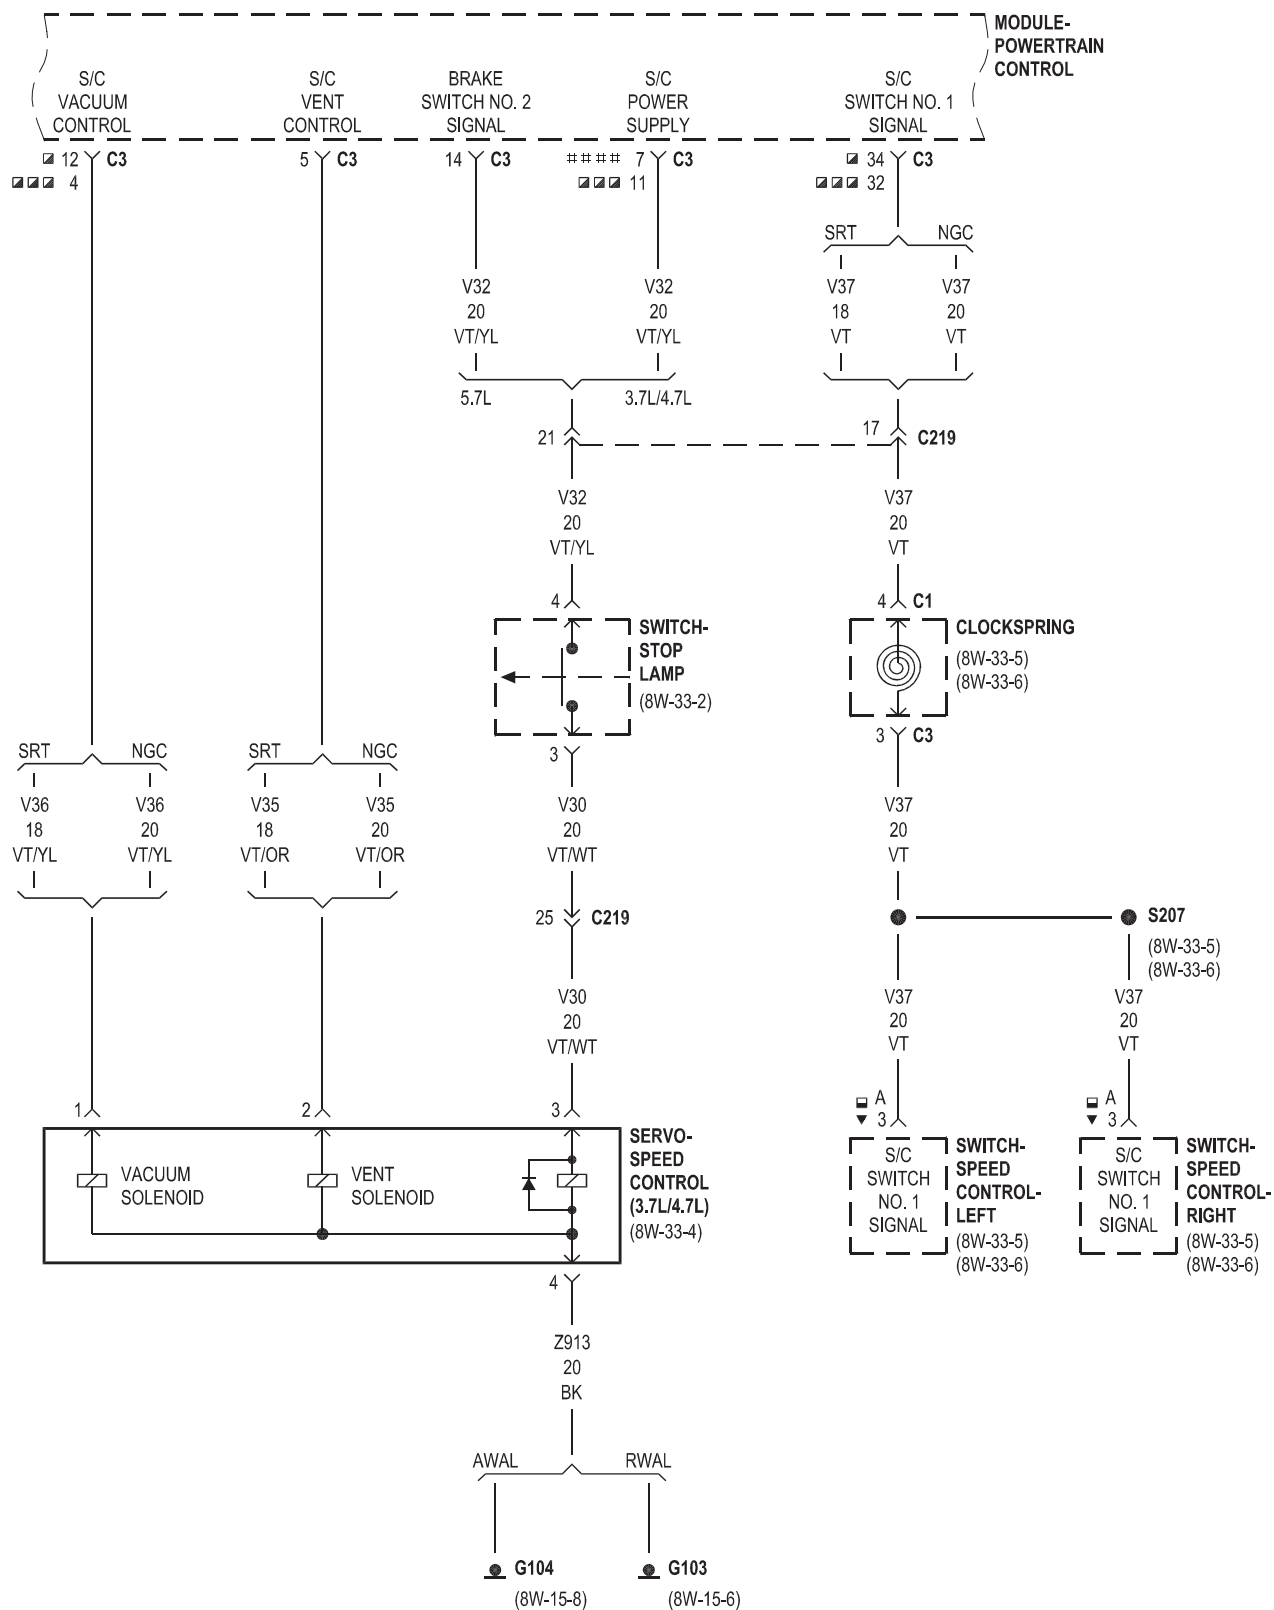 MODULE-
POWERTRAIN
CONTROL
S/C
VACUUM
CONTROL
S/C
VENT
CONTROL
BRAKE
SWITCH NO. 2
SIGNAL
S/C
POWER
SUPPLY
S/C
SWITCH NO. 1
SIGNAL
12 C3
4
5 C3
14 C3
# # # # 7 C3
11
34 C3
32
SRT NGC
V32
20
VT/YL
V32
20
VT/YL
V37
18
VT
V37
20
VT
5.7L
3.7L/4.7L
21
17 C219
V32
20
VT/YL
V37
20
VT
4
4 C1
SWITCH-
STOP
LAMP
(8W-33-2)
CLOCKSPRING
(8W-33-5)
(8W-33-6)
3
3 C3
SRT NGC
SRT NGC
V36
18
VT/YL
V36
20
VT/YL
V35
18
VT/OR
V35
20
VT/OR
V30
20
VT/WT
V37
20
VT
25 C219
S207
(8W-33-5)
(8W-33-6)
V30
20
VT/WT
V37
20
VT
V37
20
VT
1
2
3
A
3
A
3
VACUUM
SOLENOID
VENT
SOLENOID
SERVO-
SPEED
CONTROL
(3.7L/4.7L)
(8W-33-4)
S/C
SWITCH
NO. 1
SIGNAL
SWITCH-
SPEED
CONTROL-
LEFT
(8W-33-5)
(8W-33-6)
S/C
SWITCH
NO. 1
SIGNAL
SWITCH-
SPEED
CONTROL-
RIGHT
(8W-33-5)
(8W-33-6)
4
Z913
20
BK
AWAL RWAL
G104
(8W-15-8)
G103
(8W-15-6)